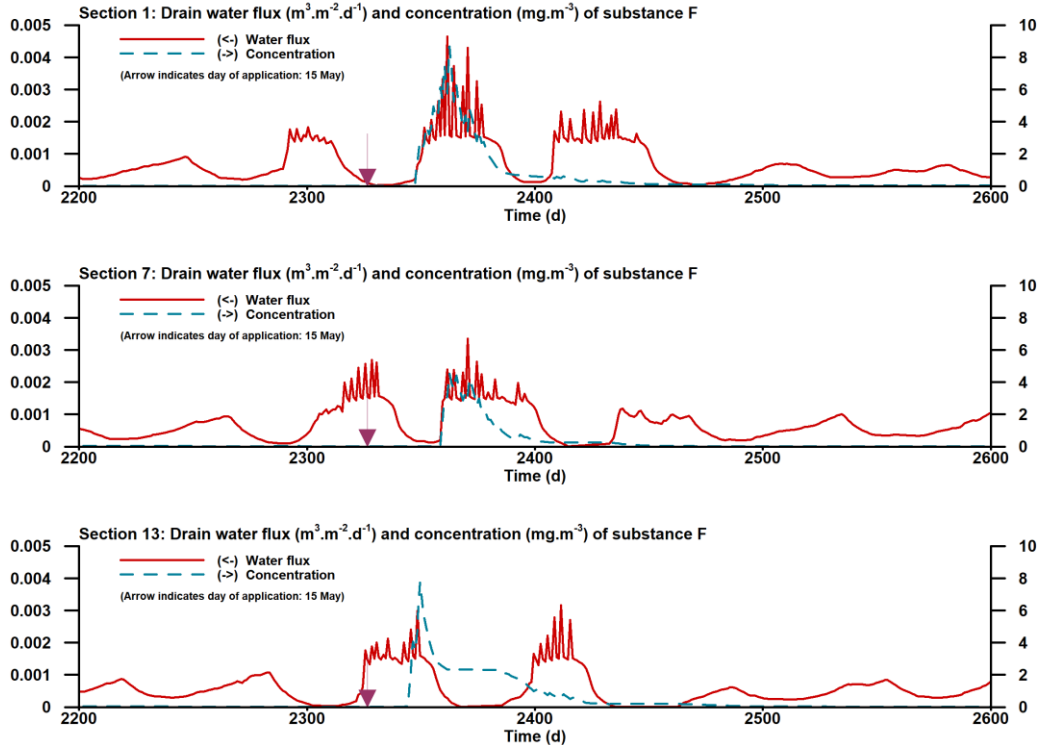 Section 1: Drain water flux (m³.m⁻².d⁻¹) and concentration (mg.m⁻³) of substance F
0.005 10
(<-) Water flux
0.004 8
(->) Concentration
(Arrow indicates day of application: 15 May)
0.003 6
0.002 4
0.001 2
0 0
2200 2300 2400 2500 2600
Time (d)
Section 7: Drain water flux (m³.m⁻².d⁻¹) and concentration (mg.m⁻³) of substance F
0.005 10
(<-) Water flux
0.004 8
(->) Concentration
(Arrow indicates day of application: 15 May)
0.003 6
0.002 4
0.001 2
0 0
2200 2300 2400 2500 2600
Time (d)
Section 13: Drain water flux (m³.m⁻².d⁻¹) and concentration (mg.m⁻³) of substance F
0.005 10
(<-) Water flux
0.004 8
(->) Concentration
(Arrow indicates day of application: 15 May)
0.003 6
0.002 4
0.001 2
0 0
2200 2300 2400 2500 2600
Time (d)